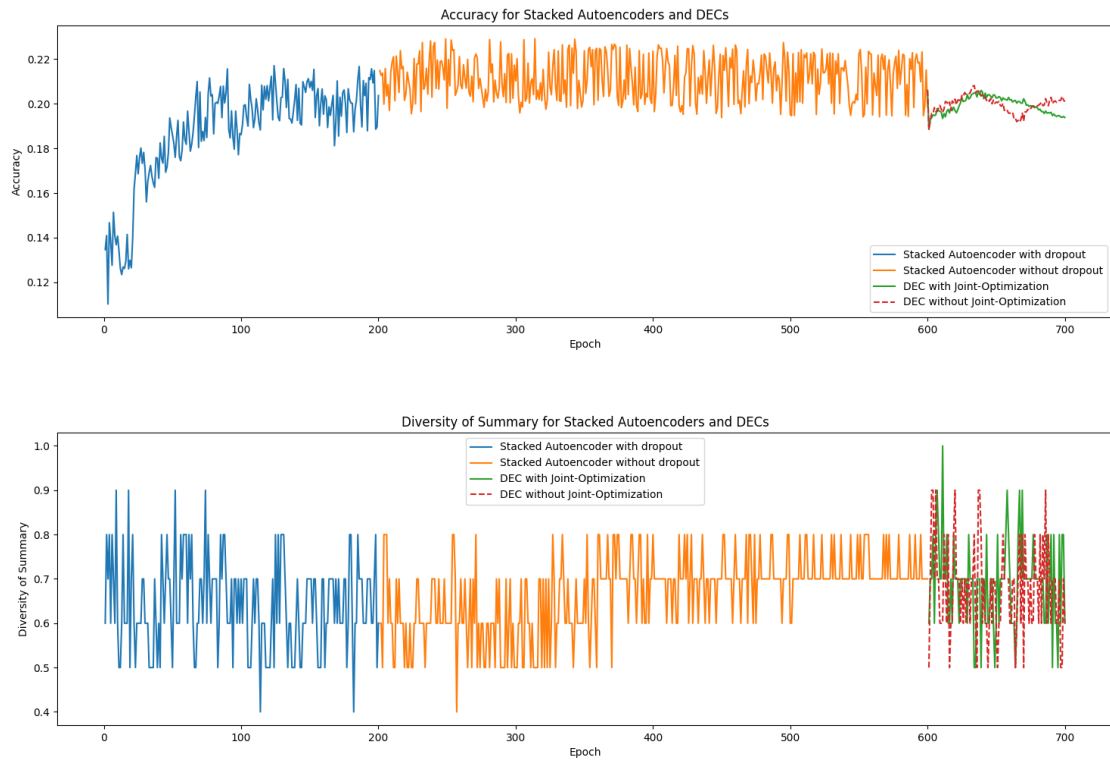 Accuracy for Stacked Autoencoders and DECs
0.22
0.20
0.18
0.16
0.14
0.12
Accuracy
Stacked Autoencoder with dropout
Stacked Autoencoder without dropout
DEC with Joint-Optimization
DEC without Joint-Optimization
0 100 200 300 400 500 600 700
Epoch
Diversity of Summary for Stacked Autoencoders and DECs
1.0
0.9
0.8
0.7
0.6
0.5
0.4
Diversity of Summary
Stacked Autoencoder with dropout
Stacked Autoencoder without dropout
DEC with Joint-Optimization
DEC without Joint-Optimization
0 100 200 300 400 500 600 700
Epoch